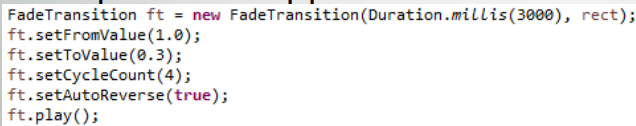 FadeTransition ft = new FadeTransition(Duration.millis(3000), rect);
ft.setFromValue(1.0);
ft.setToValue(0.3);
ft.setCycleCount(4);
ft.setAutoReverse(true);
ft.play();